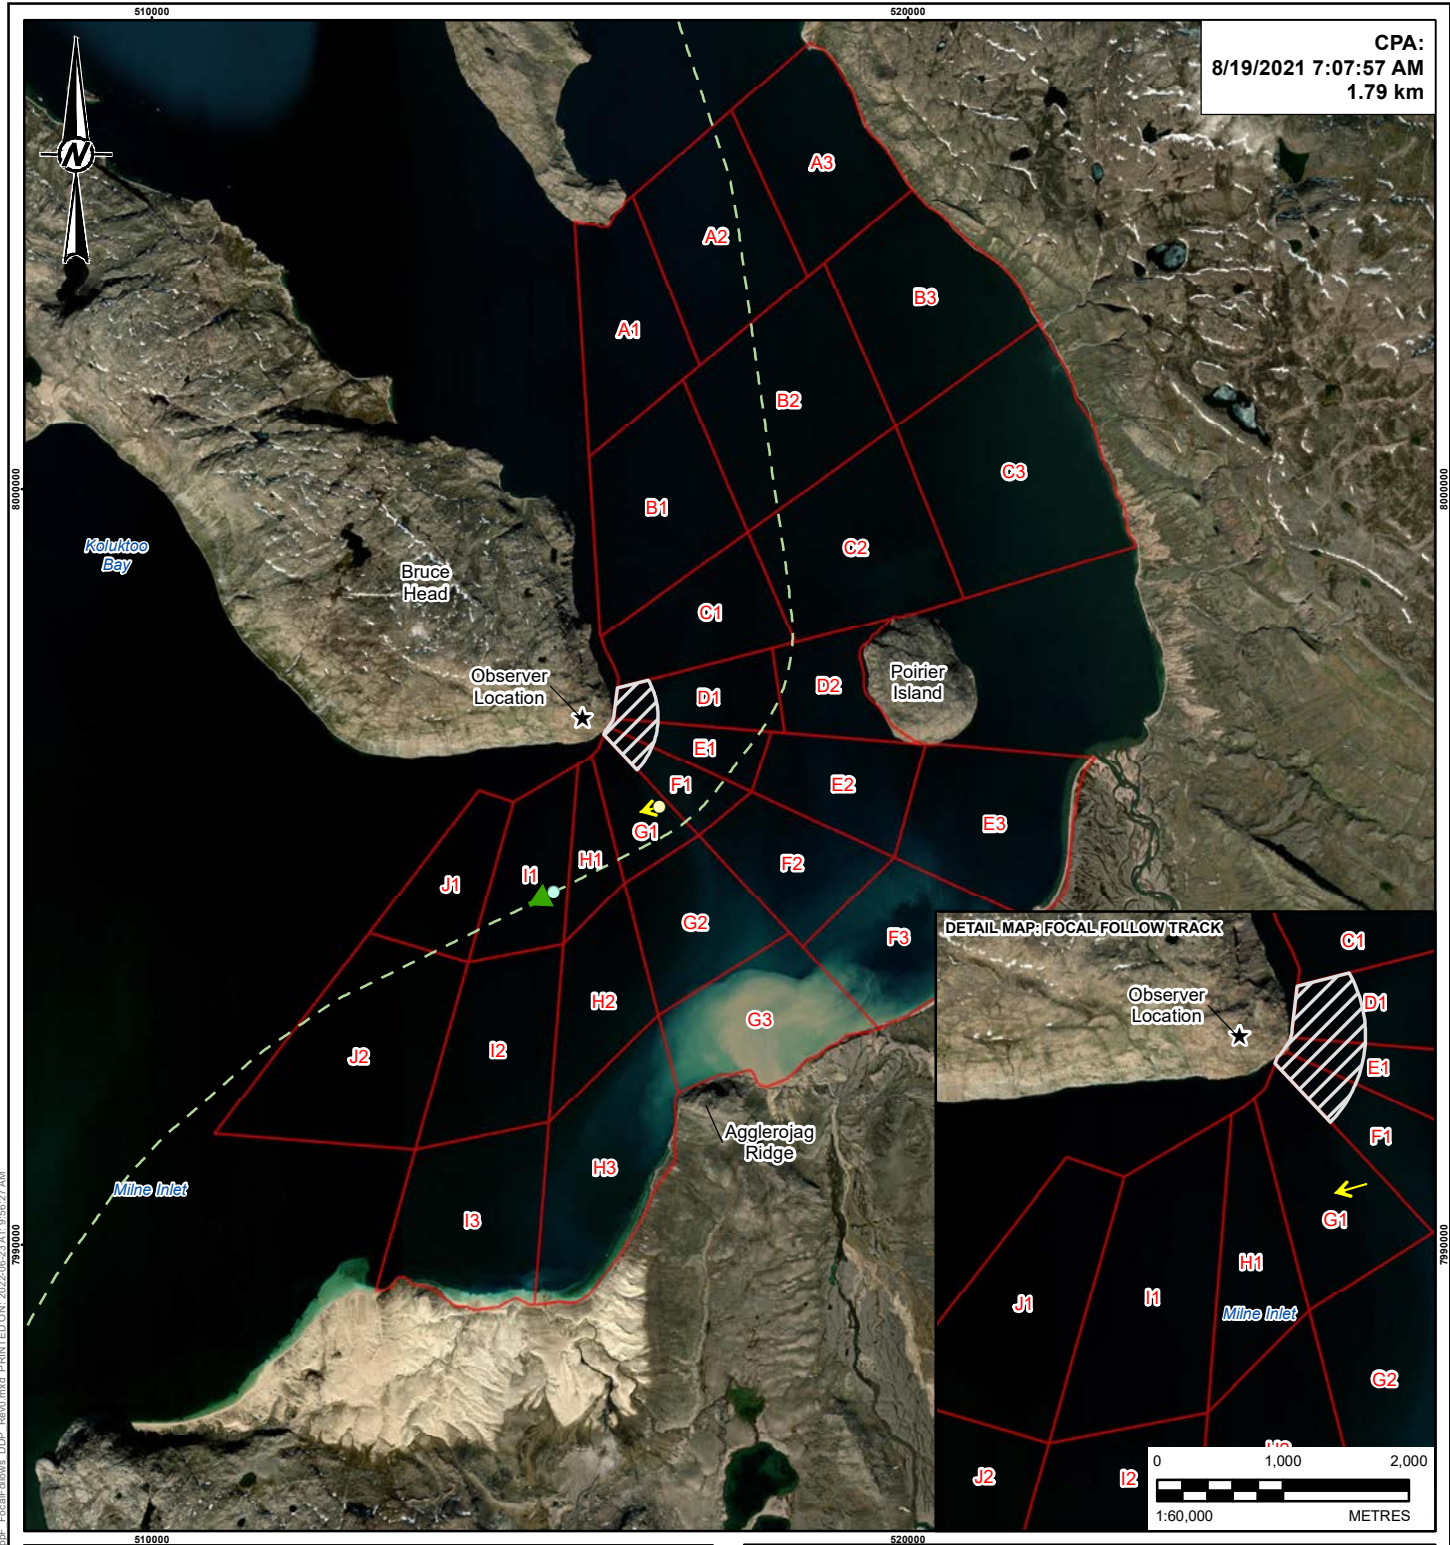 510000
520000
CPA:
8/19/2021 7:07:57 AM
1.79 km
N
A3
A2
B3
A1
B2
C3
8000000
8000000
B1
Koluktoo
Bay
C2
Bruce
Head
C1
Observer
Location
Poirier
Island
D2
D1
E1
F1
E2
E3
G1
H1
F2
I1
J1
G2
F3
DETAIL MAP: FOCAL FOLLOW TRACK
C1
Observer
Location
D1
H2
G3
I2
J2
E1
F1
Agglerojag
Ridge
H3
Milne Inlet
I3
G1
7990000
7990000
H1
I1
J1
Milne Inlet
G2
J2
I2
0 1,000 2,000
1:60,000 METRES
510000
520000